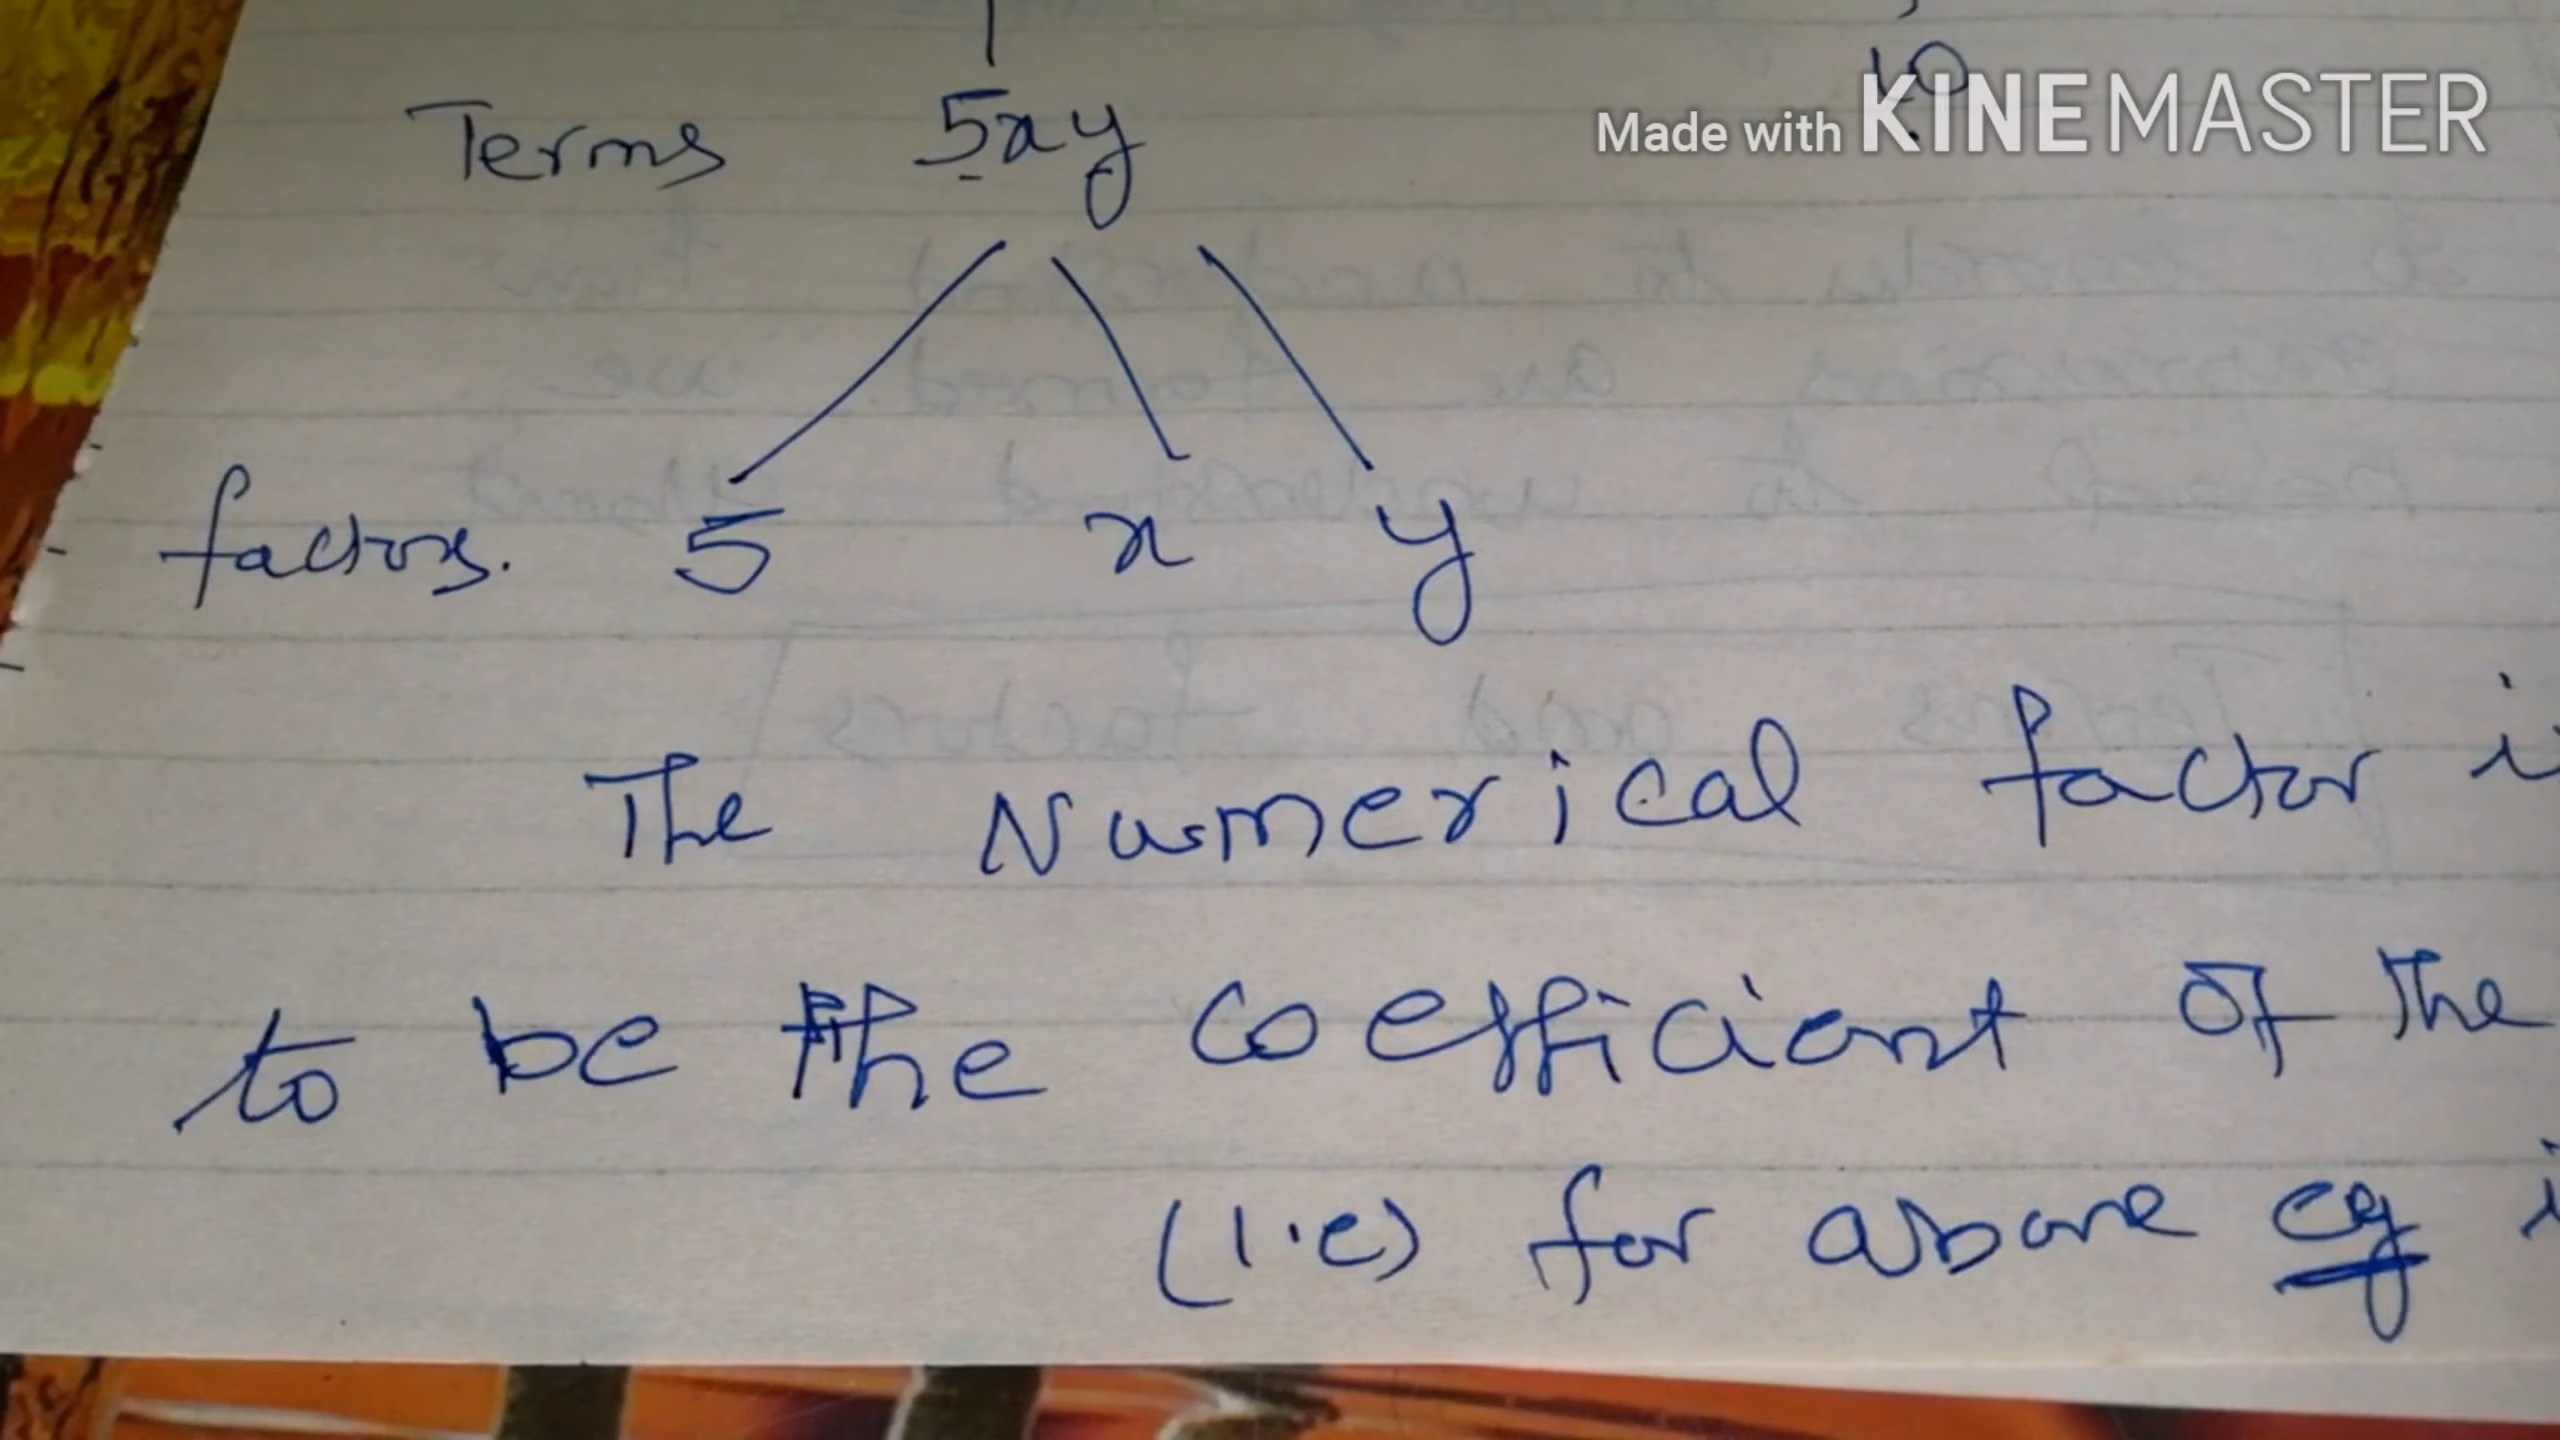 10
Made with KINEMASTER
Terms 5xy
factors. 5 x y
The Numerical factor i
to be the coefficient of the
(i.e) for above eg i